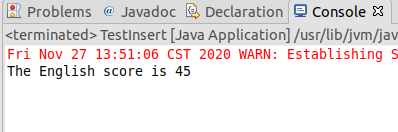 Problems @ Javadoc Declaration Console
<terminated> TestInsert [Java Application] /usr/lib/jvm/jav
Fri Nov 27 13:51:06 CST 2020 WARN: Establishing S
The English score is 45